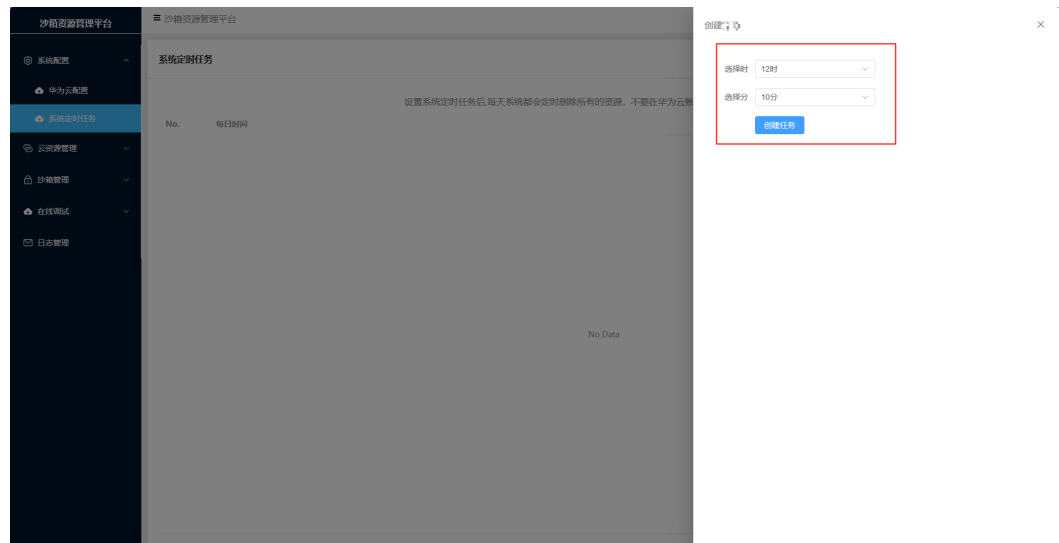 沙箱资源管理平台
系统配置
华为云配置
系统定时任务
云资源管理
沙箱管理
在线调试
日志管理
沙箱资源管理平台
系统定时任务
设置系统定时任务后,每天系统都会定时删除所有的资源，不要在华为云账
No. 每日时间
No Data
创建
选择时 12时
选择分 10分
创建任务